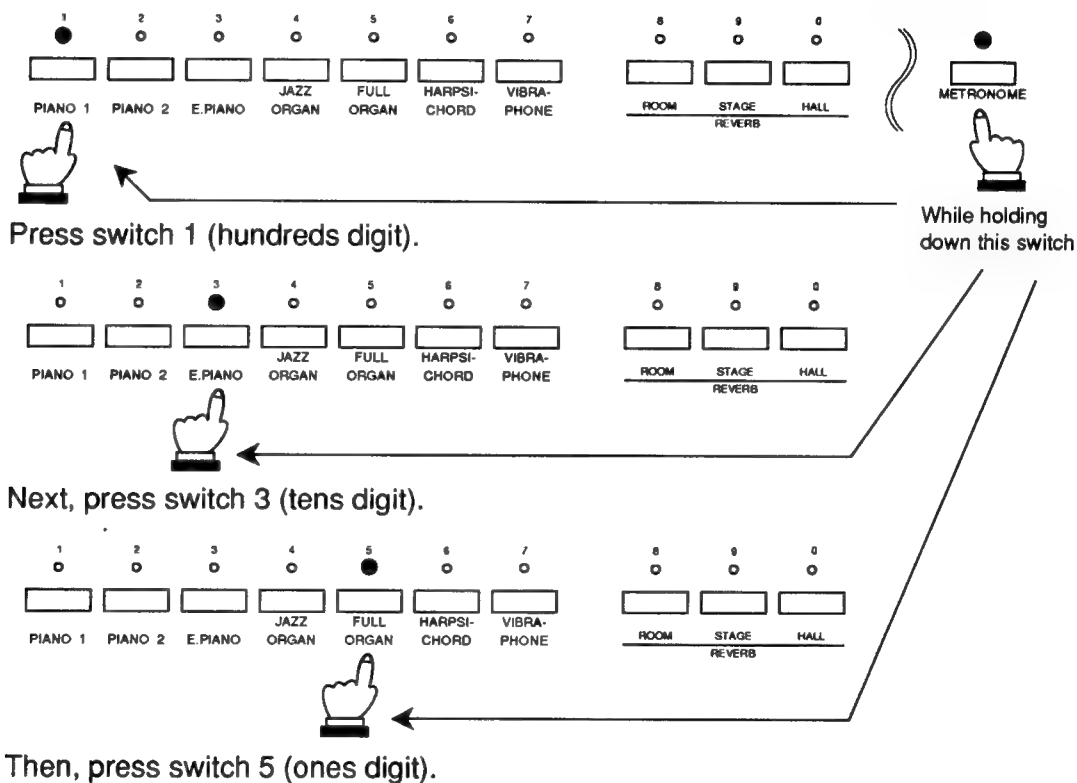 1 2 3 4 5 6 7 8 9 0
JAZZ FULL HARPSI- VIBRA-
PIANO 1 PIANO 2 E.PIANO ORGAN ORGAN CHORD PHONE ROOM STAGE HALL
REVERB
METRONOME
While holding
down this switch
Press switch 1 (hundreds digit).
1 2 3 4 5 6 7 8 9 0
JAZZ FULL HARPSI- VIBRA-
PIANO 1 PIANO 2 E.PIANO ORGAN ORGAN CHORD PHONE ROOM STAGE HALL
REVERB
Next, press switch 3 (tens digit).
1 2 3 4 5 6 7 8 9 0
JAZZ FULL HARPSI- VIBRA-
PIANO 1 PIANO 2 E.PIANO ORGAN ORGAN CHORD PHONE ROOM STAGE HALL
REVERB
Then, press switch 5 (ones digit).